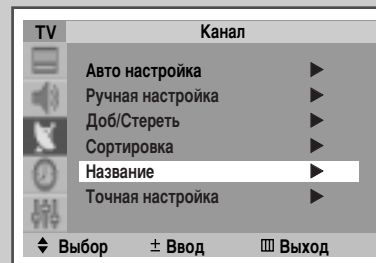 TV Канал
Авто настройка ▶
Ручная настройка ▶
Доб/Стереть ▶
Сортировка ▶
Название ▶
Точная настройка ▶
Выбор ± Ввод Выход